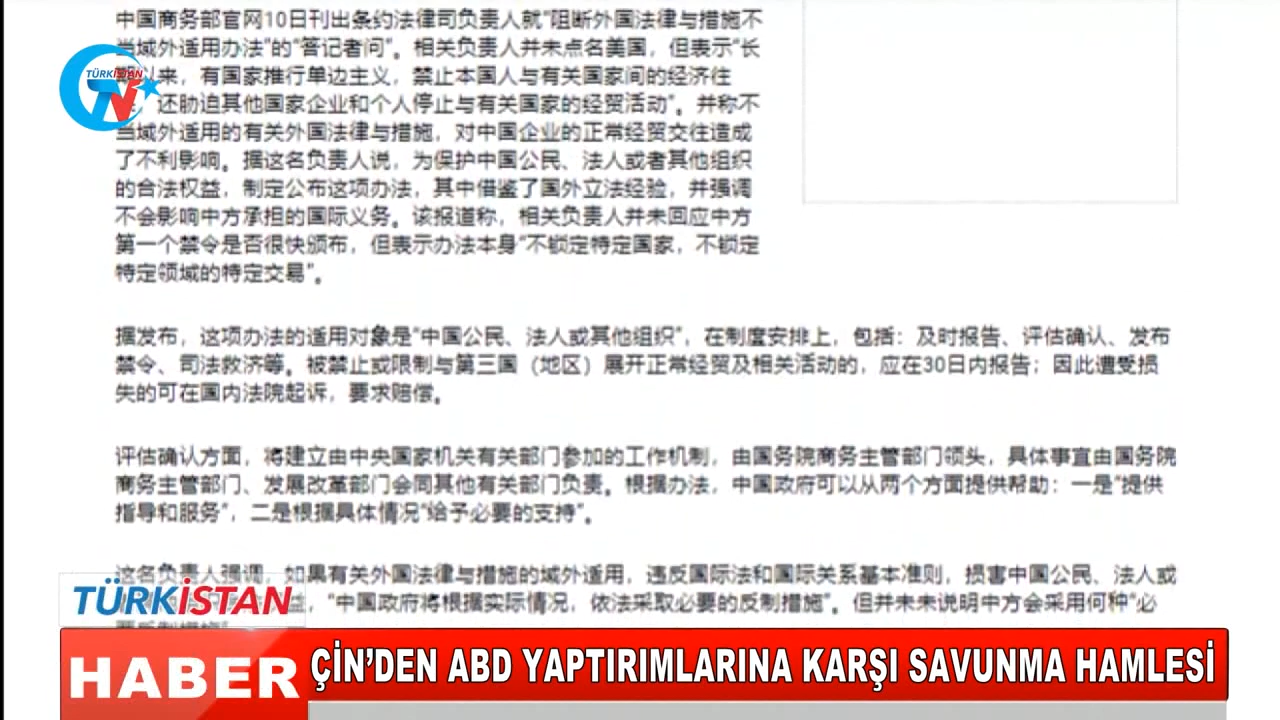 中国商务部官网10日刊出条约法律司负责人就“阻断外国法律与措施不
当域外适用办法”的“答记者问”。相关负责人并未点名美国，但表示“长
以来，有国家推行单边主义，禁止本国人与有关国家间的经济往
还胁迫其他国家企业和个人停止与有关国家的经贸活动”。并称不
当域外适用的有关外国法律与措施，对中国企业的正常经贸交往造成
了不利影响。据这名负责人说，为保护中国公民、法人或者其他组织
的合法权益，制定公布这项办法，其中借鉴了国外立法经验，并强调
不会影响中方承担的国际义务。该报道称，相关负责人并未回应中方
第一个禁令是否很快颁布，但表示办法本身“不锁定特定国家，不锁定
特定领域的特定交易”。
据发布，这项办法的适用对象是“中国公民、法人或其他组织”，在制度安排上，包括：及时报告、评估确认、发布
禁令、司法救济等。被禁止或限制与第三国（地区）展开正常经贸及相关活动的，应在30日内报告；因此遭受损
失的可在国内法院起诉，要求赔偿。
评估确认方面，将建立由中央国家机关有关部门参加的工作机制，由国务院商务主管部门领头，具体事宜由国务院
商务主管部门、发展改革部门会同其他有关部门负责。根据办法，中国政府可以从两个方面提供帮助：一是“提供
指导和服务”，二是根据具体情况“给予必要的支持”。
这名负责人强调，如果有关外国法律与措施的域外适用，违反国际法和国际关系基本准则，损害中国公民、法人或
益，“中国政府将根据实际情况，依法采取必要的反制措施”。但并未未说明中方会采用何种“必
TÜRKİSTAN
TV
TÜRKİSTAN
HABER
ÇİN’DEN ABD YAPTIRIMLARINA KARŞI SAVUNMA HAMLESİ